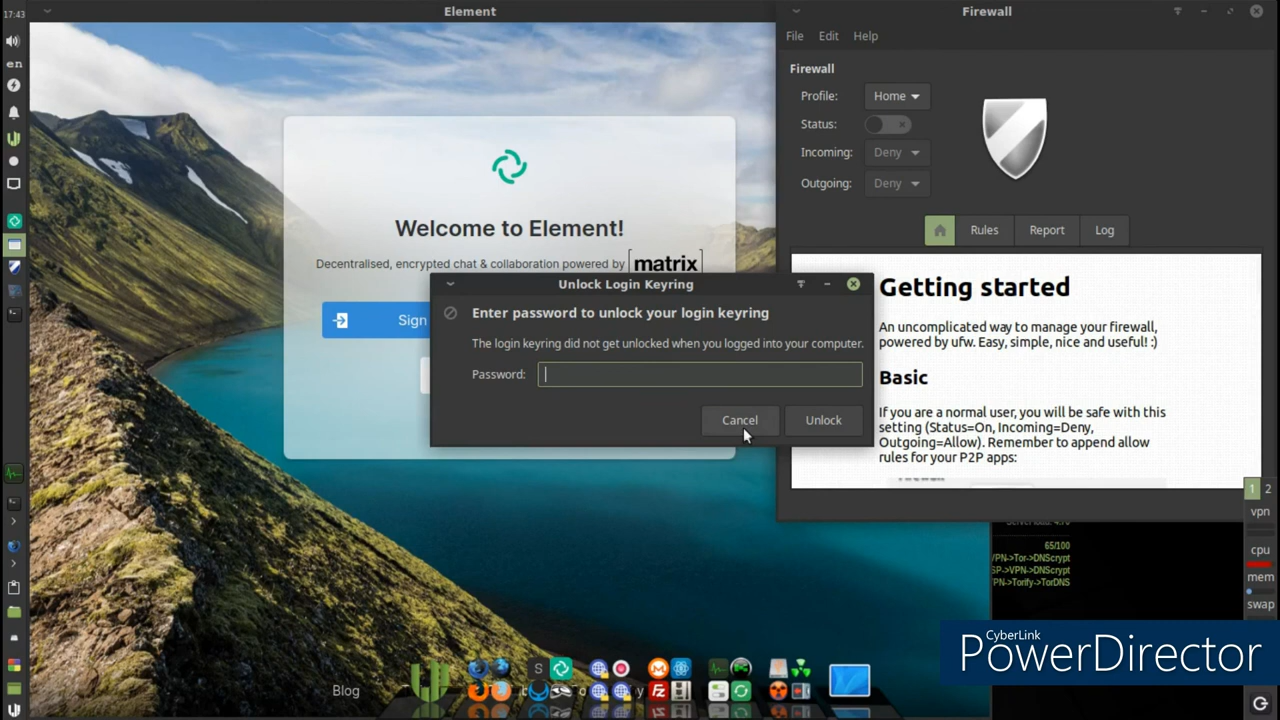 17:43
en
Element
Welcome to Element!
Decentralised, encrypted chat & collaboration powered by [matrix]
Sign
Blog
Firewall
File Edit Help
Firewall
Profile: Home
Status:
Incoming: Deny
Outgoing: Deny
Rules Report Log
Getting started
An uncomplicated way to manage your firewall,
powered by ufw. Easy, simple, nice and useful! :)
Basic
If you are a normal user, you will be safe with this
setting (Status=On, Incoming=Deny,
Outgoing=Allow). Remember to append allow
rules for your P2P apps:
Unlock Login Keyring
Enter password to unlock your login keyring
The login keyring did not get unlocked when you logged into your computer.
Password:
Cancel Unlock
65/100
PN->Tor->DNScrypt
SP->VPN->DNScrypt
PN->Torify->TorDNS
1 2
vpn
cpu
mem
swap
CyberLink
PowerDirector